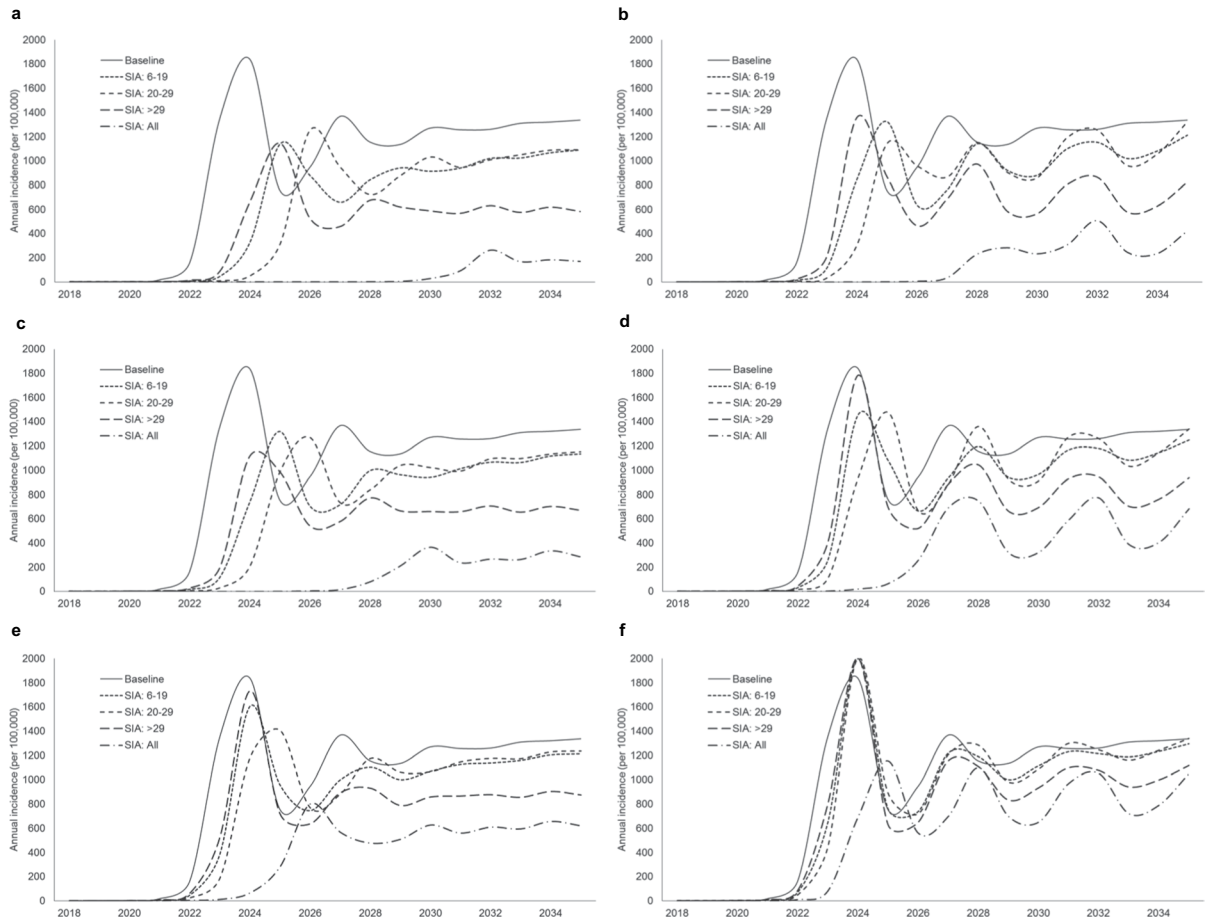 a
Annual incidence (per 100,000)
2000
1800
1600
1400
1200
1000
800
600
400
200
0
Baseline
SIA: 6-19
SIA: 20-29
SIA: >29
SIA: All
2018 2020 2022 2024 2026 2028 2030 2032 2034
b
Annual incidence (per 100,000)
2000
1800
1600
1400
1200
1000
800
600
400
200
0
Baseline
SIA: 6-19
SIA: 20-29
SIA: >29
SIA: All
2018 2020 2022 2024 2026 2028 2030 2032 2034
c
Annual incidence (per 100,000)
2000
1800
1600
1400
1200
1000
800
600
400
200
0
Baseline
SIA: 6-19
SIA: 20-29
SIA: >29
SIA: All
2018 2020 2022 2024 2026 2028 2030 2032 2034
d
Annual incidence (per 100,000)
2000
1800
1600
1400
1200
1000
800
600
400
200
0
Baseline
SIA: 6-19
SIA: 20-29
SIA: >29
SIA: All
2018 2020 2022 2024 2026 2028 2030 2032 2034
e
Annual incidence (per 100,000)
2000
1800
1600
1400
1200
1000
800
600
400
200
0
Baseline
SIA: 6-19
SIA: 20-29
SIA: >29
SIA: All
2018 2020 2022 2024 2026 2028 2030 2032 2034
f
Annual incidence (per 100,000)
2000
1800
1600
1400
1200
1000
800
600
400
200
0
Baseline
SIA: 6-19
SIA: 20-29
SIA: >29
SIA: All
2018 2020 2022 2024 2026 2028 2030 2032 2034